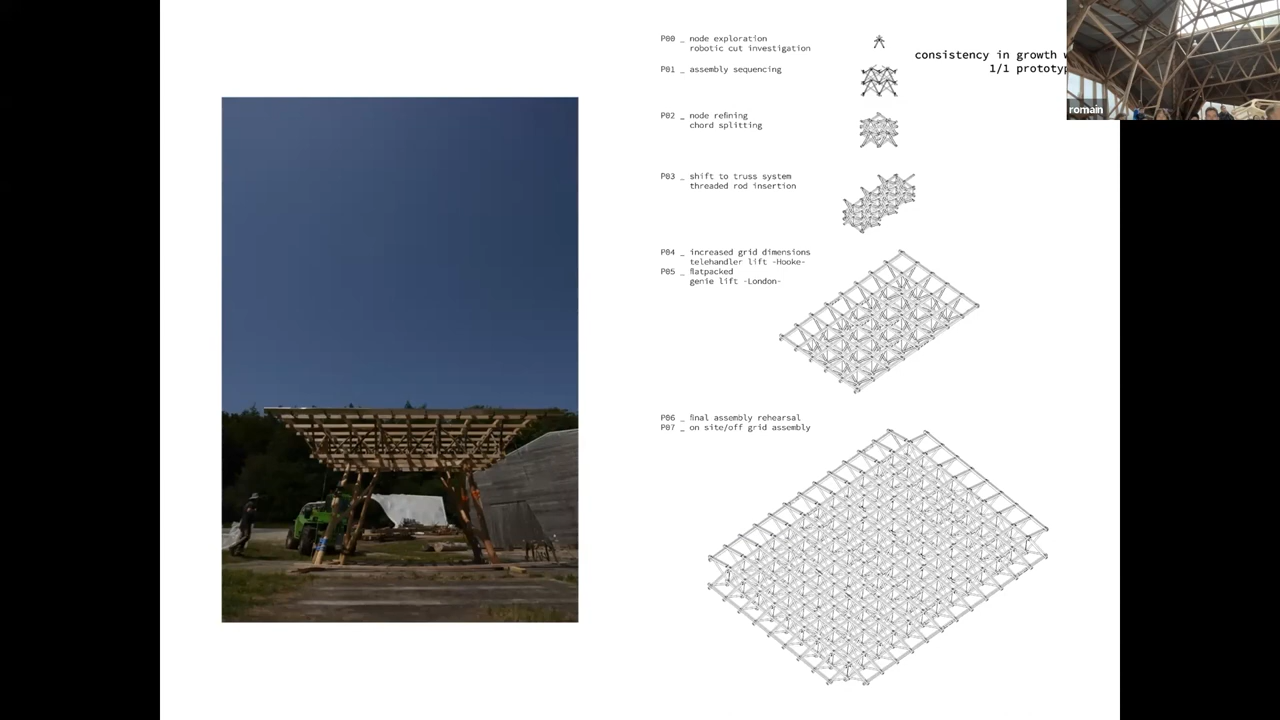 P00 _ node exploration
robotic cut investigation
P01 _ assembly sequencing
P02 _ node refining
chord splitting
P03 _ shift to truss system
threaded rod insertion
P04 _ increased grid dimensions
telehandler lift -Hooke-
P05 _ flatpacked
genie lift -London-
P06 _ final assembly rehearsal
P07 _ on site/off grid assembly
consistency in growth
1/1
romain